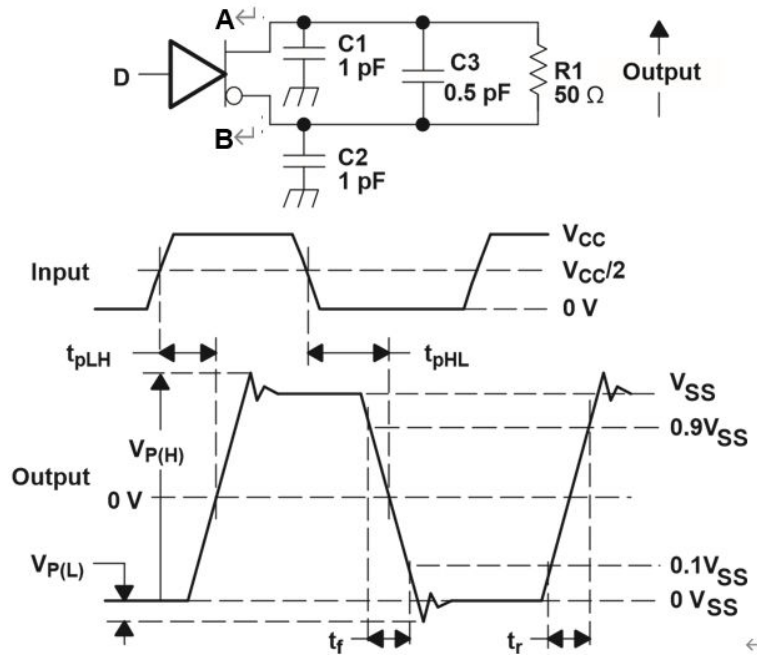 A
C1
1 pF
C3
0.5 pF
R1
50 Ω
Output
D
B
C2
1 pF
Input
VCC
VCC/2
0 V
tpLH
tpHL
VSS
0.9VSS
VP(H)
Output
0 V
VP(L)
0.1VSS
0 VSS
tf
tr